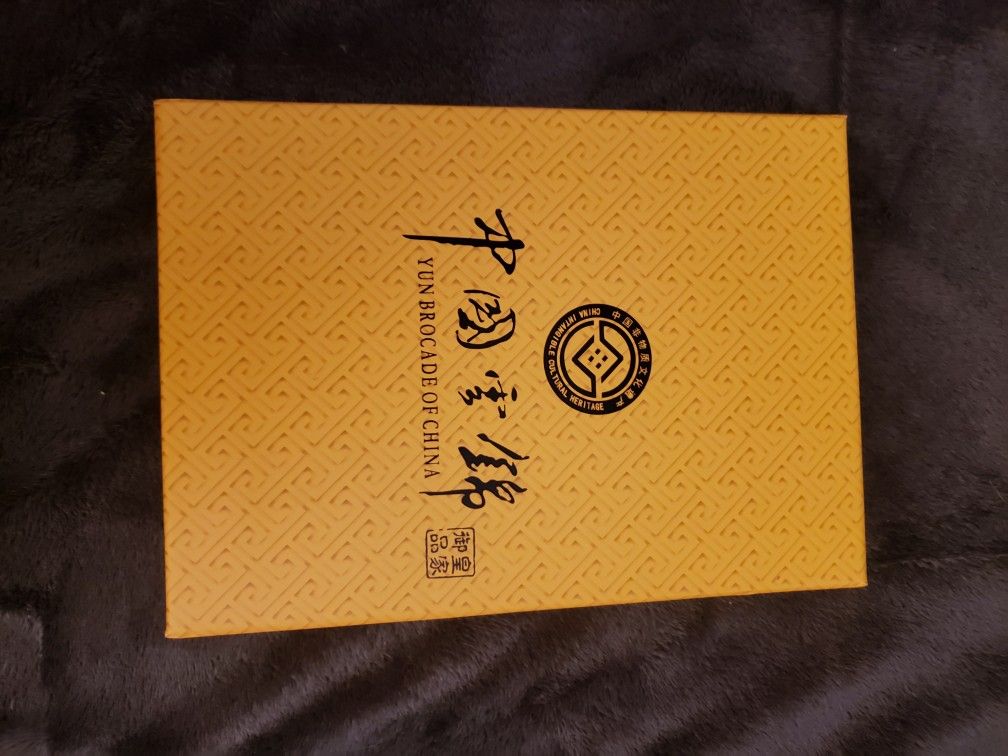 中国非物质文化遗产
CHINA INTANGIBLE CULTURAL HERITAGE
中國雲錦
YUN BROCADE OF CHINA
皇家
御品